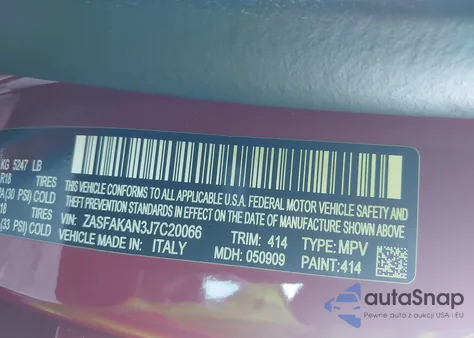 KG 5247 LB
R18 TIRES
PA(30 PSI) COLD
18 TIRES
(33 PSI) COLD
THIS VEHICLE CONFORMS TO ALL APPLICABLE U.S.A. FEDERAL MOTOR VEHICLE SAFETY AND
THEFT PREVENTION STANDARDS IN EFFECT ON THE DATE OF MANUFACTURE SHOWN ABOVE.
VIN: ZASFAKAN3J7C20066 TRIM: 414 TYPE: MPV
VEHICLE MADE IN: ITALY MDH: 050909 PAINT:414
autaSnap
Pewne auta z aukcji USA i EU